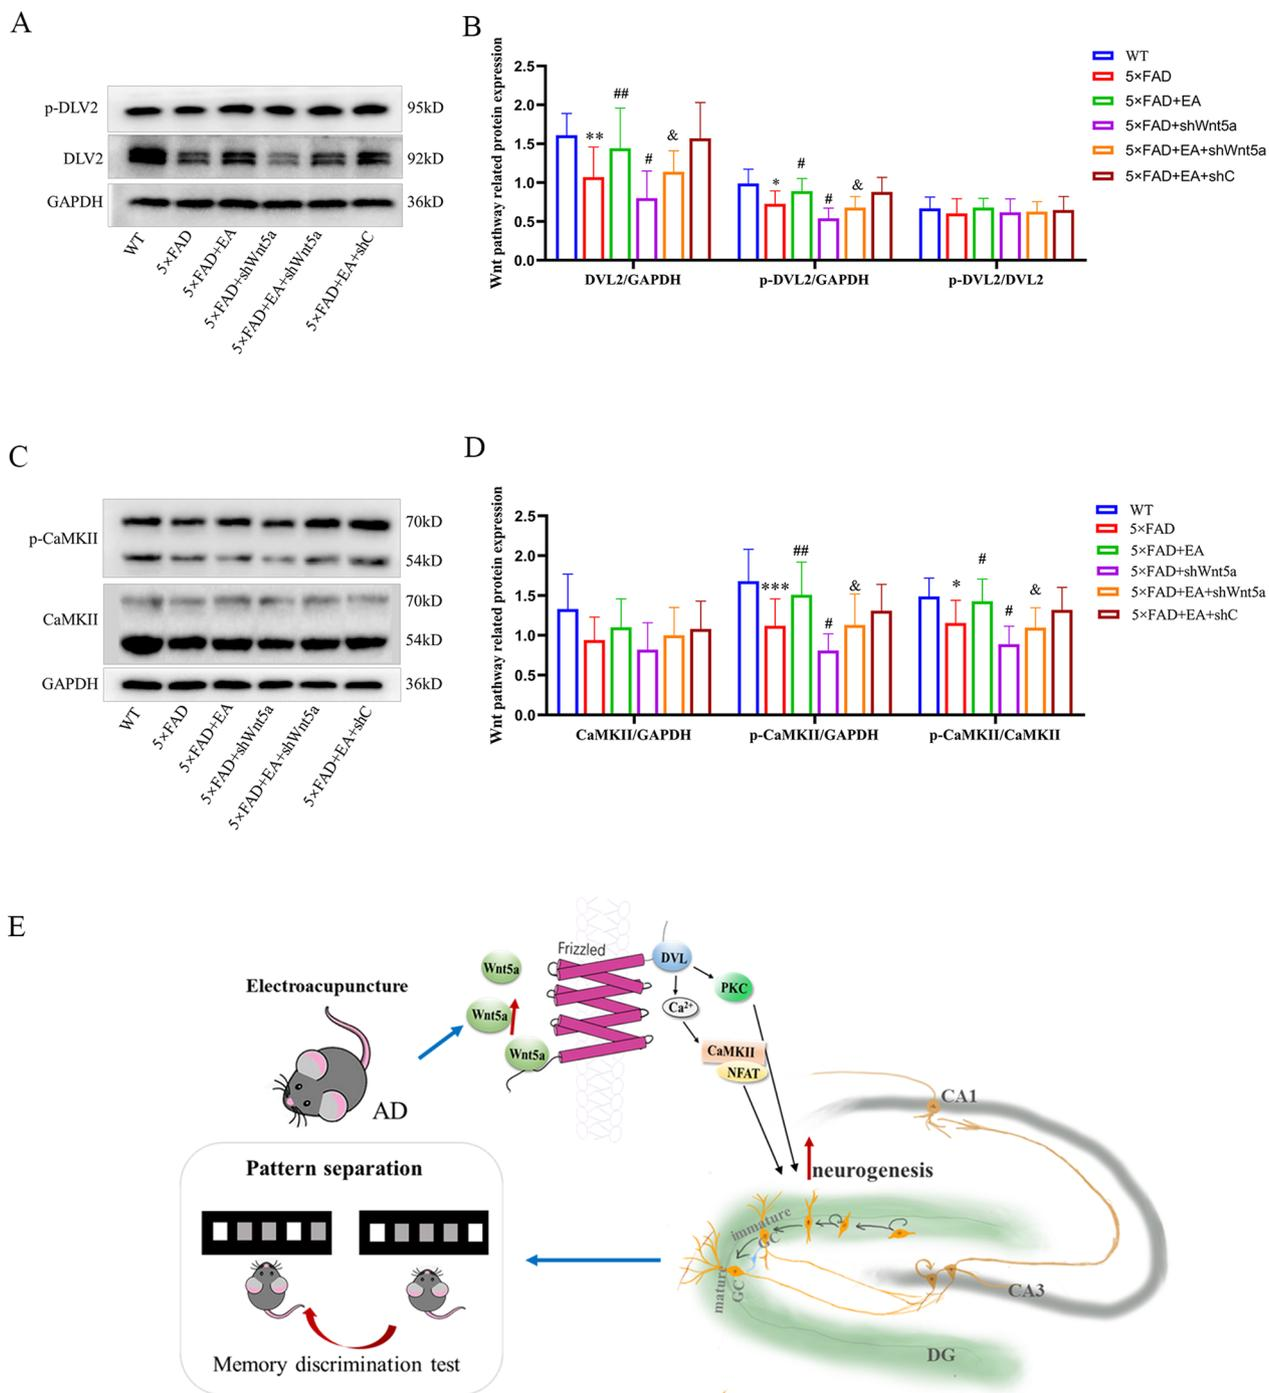 A
p-DLV2
95kD
DLV2
92kD
GAPDH
36kD
WT
5×FAD
5×FAD+EA
5×FAD+shWnt5a
5×FAD+EA+shWnt5a
5×FAD+EA+shC
B
Wnt pathway related protein expression
2.5
2.0
1.5
1.0
0.5
0.0
**
##
#
&
*
#
#
&
DVL2/GAPDH
p-DVL2/GAPDH
p-DVL2/DVL2
WT
5×FAD
5×FAD+EA
5×FAD+shWnt5a
5×FAD+EA+shWnt5a
5×FAD+EA+shC
C
p-CaMKII
70kD
54kD
CaMKII
70kD
54kD
GAPDH
36kD
WT
5×FAD
5×FAD+EA
5×FAD+shWnt5a
5×FAD+EA+shWnt5a
5×FAD+EA+shC
D
Wnt pathway related protein expression
2.5
2.0
1.5
1.0
0.5
0.0
***
##
#
&
*
#
#
&
CaMKII/GAPDH
p-CaMKII/GAPDH
p-CaMKII/CaMKII
WT
5×FAD
5×FAD+EA
5×FAD+shWnt5a
5×FAD+EA+shWnt5a
5×FAD+EA+shC
E
Electroacupuncture
AD
Wnt5a
Wnt5a
Wnt5a
Frizzled
DVL
PKC
Ca²⁺
CaMKII
NFAT
CA1
neurogenesis
immature
GC
mature
GC
CA3
DG
Pattern separation
Memory discrimination test